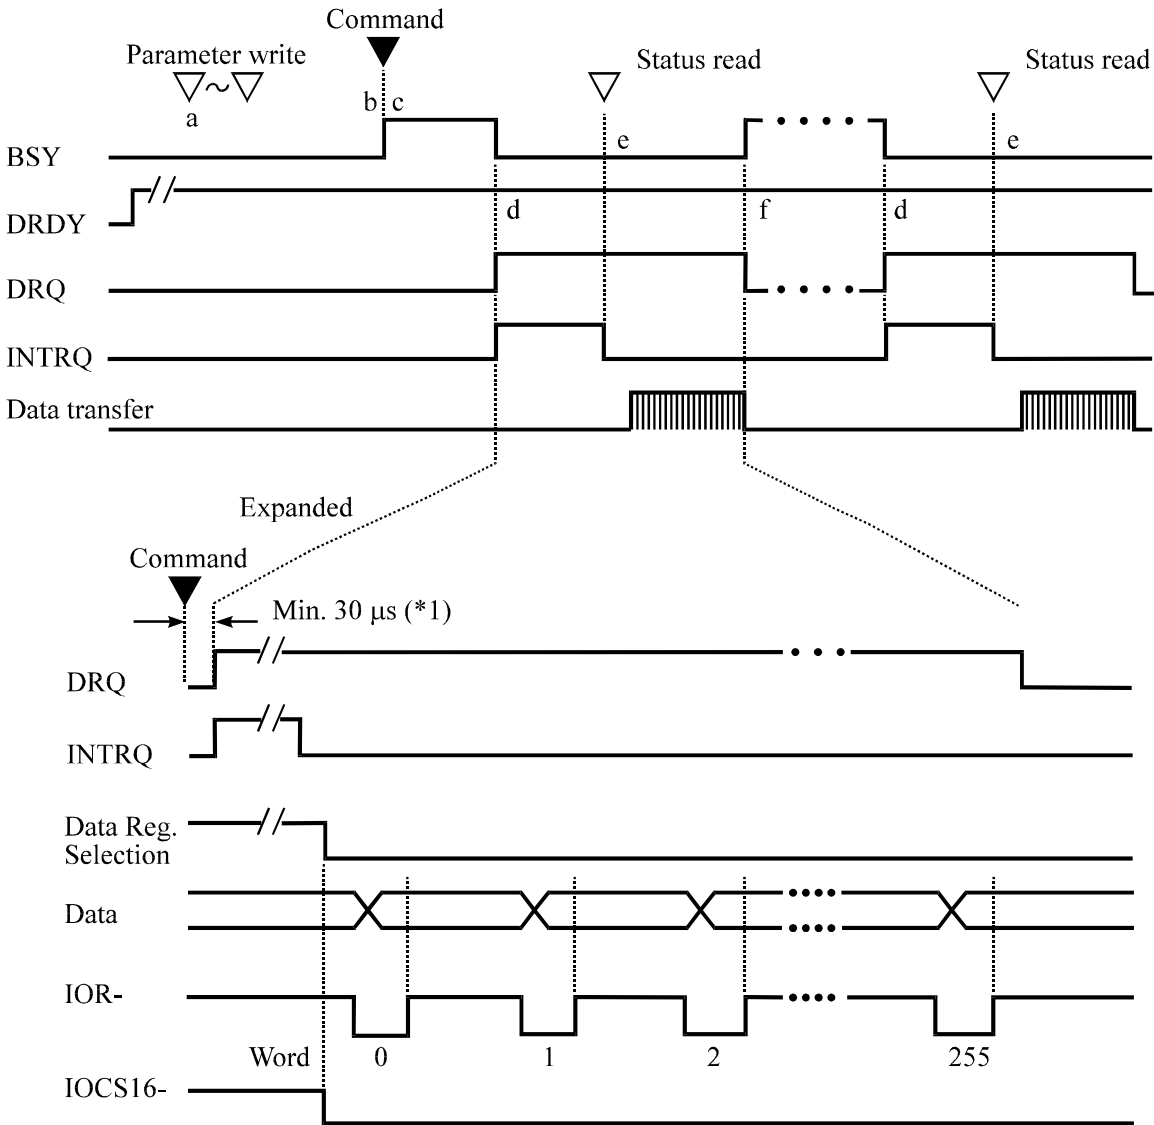 Command
Parameter write
Status read
Status read
a
b
c
e
e
BSY
d
f
d
DRDY
DRQ
INTRQ
Data transfer
Expanded
Command
Min. 30 μs (*1)
DRQ
INTRQ
Data Reg.
Selection
Data
IOR-
Word 0 1 2 255
IOCS16-